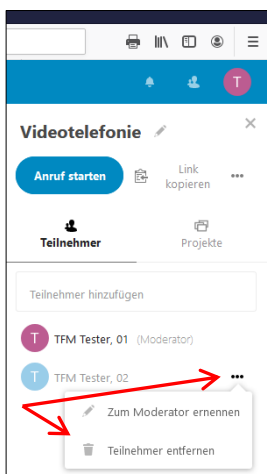 T
Videotelefonie
Anruf starten
Link
kopieren
Teilnehmer
Projekte
Teilnehmer hinzufügen
T TFM Tester, 01 (Moderator)
T TFM Tester, 02
Zum Moderator ernennen
Teilnehmer entfernen